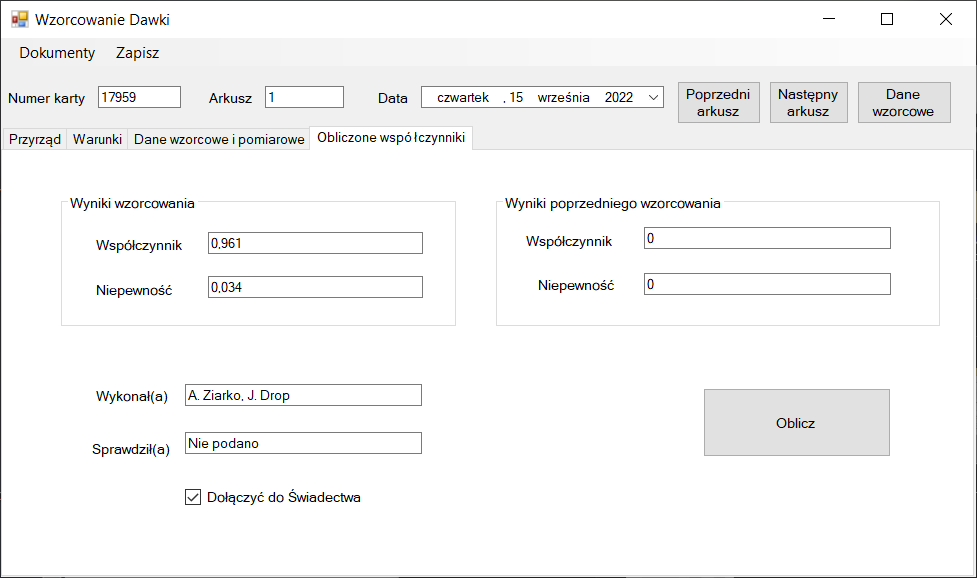 Wzorcowanie Dawki
Dokumenty Zapisz
Numer karty 17959 Arkusz 1 Data czwartek , 15 września 2022 Poprzedni arkusz Następny arkusz Dane wzorcowe
Przyrząd Warunki Dane wzorcowe i pomiarowe Obliczone współczynniki
Wyniki wzorcowania
Współczynnik 0,961
Niepewność 0,034
Wyniki poprzedniego wzorcowania
Współczynnik 0
Niepewność 0
Wykonał(a) A. Ziarko, J. Drop
Sprawdził(a) Nie podano
Dołączyć do Świadectwa
Oblicz